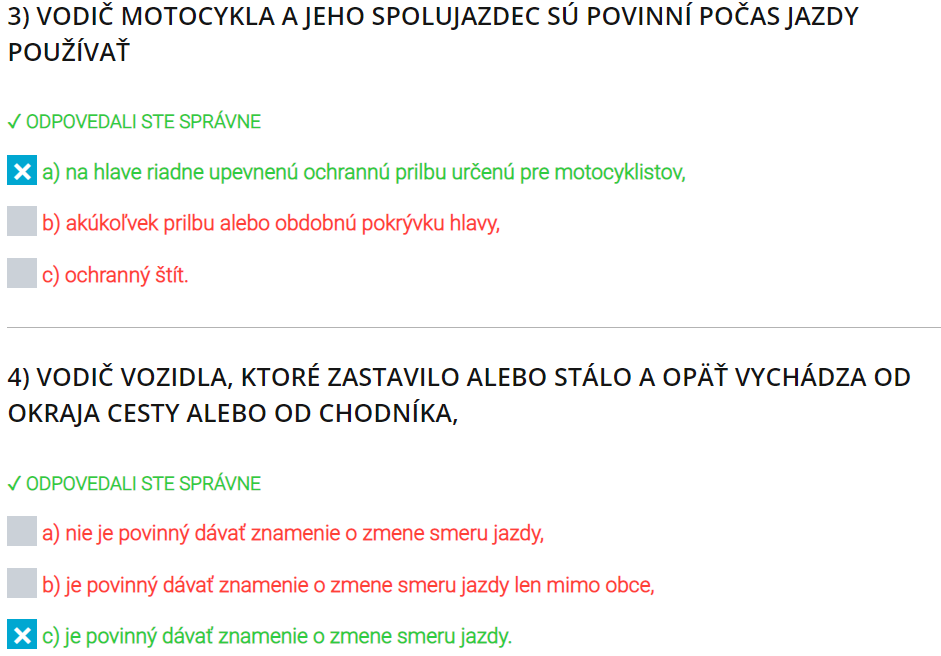 3) VODIČ MOTOCYKLA A JEHO SPOLUJAZDEC SÚ POVINNÍ POČAS JAZDY
POUŽÍVAŤ
✓ ODPOVEDALI STE SPRÁVNE
a) na hlave riadne upevnenú ochrannú prilbu určenú pre motocyklistov,
b) akúkoľvek prilbu alebo obdobnú pokrývku hlavy,
c) ochranný štít.
4) VODIČ VOZIDLA, KTORÉ ZASTAVILO ALEBO STÁLO A OPÄŤ VYCHÁDZA OD
OKRAJA CESTY ALEBO OD CHODNÍKA,
✓ ODPOVEDALI STE SPRÁVNE
a) nie je povinný dávať znamenie o zmene smeru jazdy,
b) je povinný dávať znamenie o zmene smeru jazdy len mimo obce,
c) je povinný dávať znamenie o zmene smeru jazdy.